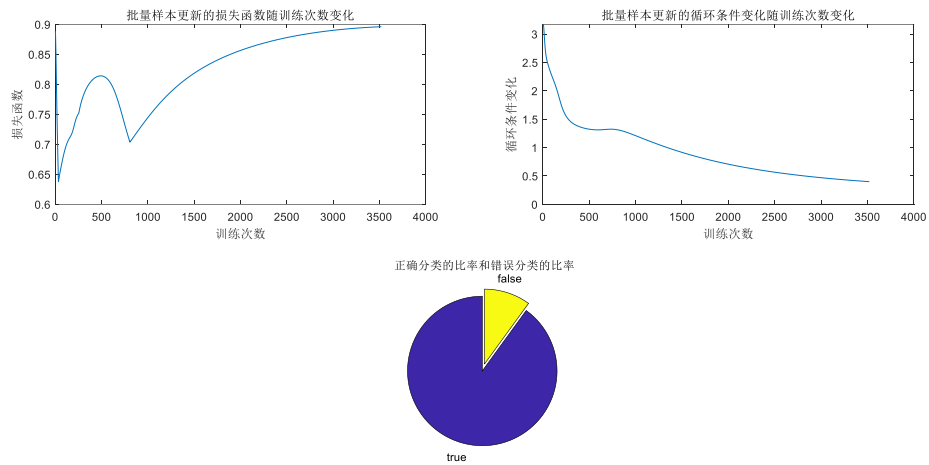 批量样本更新的损失函数随训练次数变化
0.9
0.85
0.8
0.75
0.7
0.65
0.6
损失函数
0 500 1000 1500 2000 2500 3000 3500 4000
训练次数
批量样本更新的循环条件变化随训练次数变化
3
2.5
2
1.5
1
0.5
0
循环条件变化
0 500 1000 1500 2000 2500 3000 3500 4000
训练次数
正确分类的比率和错误分类的比率
false
true